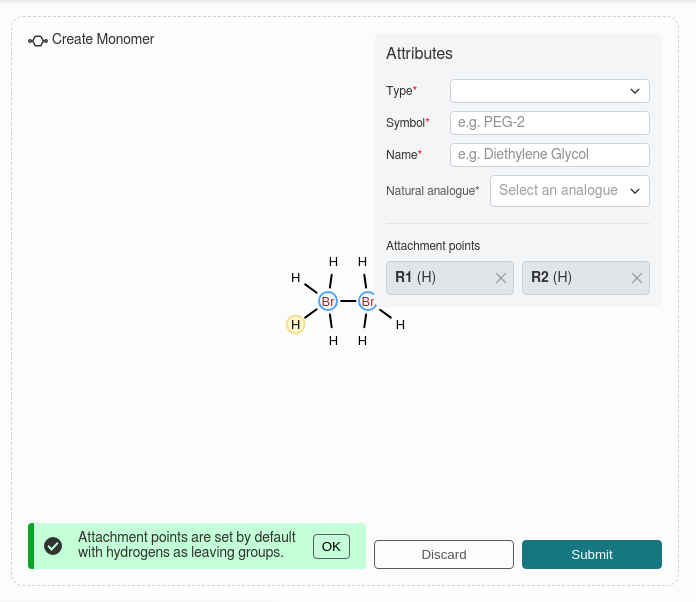 Create Monomer
Attributes
Type*
Symbol* e.g. PEG-2
Name* e.g. Diethylene Glycol
Natural analogue* Select an analogue
Attachment points
R1 (H) R2 (H)
H H
H
Br Br
H H
H H
Attachment points are set by default
with hydrogens as leaving groups.
OK
Discard Submit